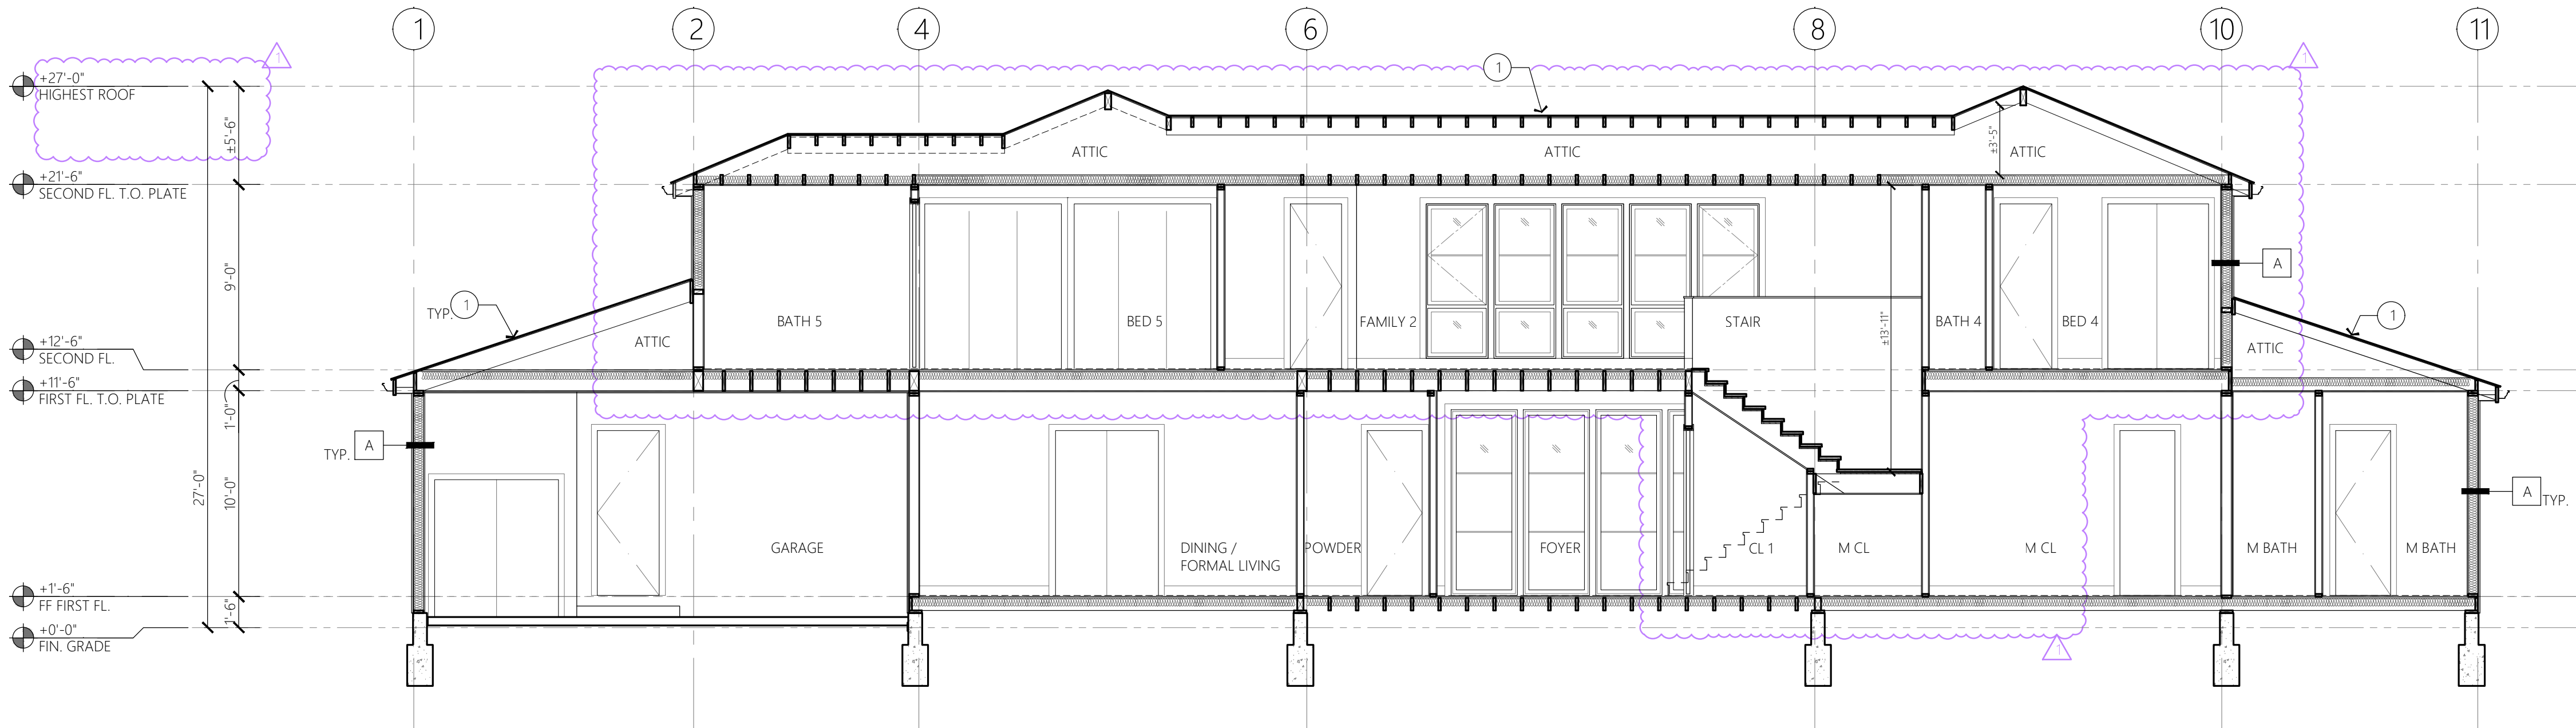 1
2
4
6
8
10
11
1
1
+27'-0"
HIGHEST ROOF
1
±5'-6"
±3'-5"
ATTIC
ATTIC
ATTIC
+21'-6"
SECOND FL. T.O. PLATE
9'-0"
A
TYP.
1
BATH 5
BED 5
FAMILY 2
STAIR
±13'-11"
BATH 4
BED 4
1
ATTIC
ATTIC
+12'-6"
SECOND FL.
+11'-6"
FIRST FL. T.O. PLATE
1'-0"
TYP.
A
27'-0"
10'-0"
A
TYP.
GARAGE
DINING /
FORMAL LIVING
POWDER
FOYER
CL 1
M CL
M CL
M BATH
M BATH
+1'-6"
FF FIRST FL.
1'-6"
+0'-0"
FIN. GRADE
1